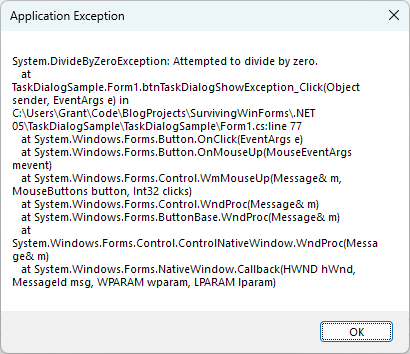 Application Exception
System.DivideByZeroException: Attempted to divide by zero.
at
TaskDialogSample.Form1.btnTaskDialogShowException_Click(Object
sender, EventArgs e) in
C:\Users\Grant\Code\BlogProjects\SurvivingWinForms\.NET
05\TaskDialogSample\TaskDialogSample\Form1.cs:line 77
at System.Windows.Forms.Button.OnClick(EventArgs e)
at System.Windows.Forms.Button.OnMouseUp(MouseEventArgs
mevent)
at System.Windows.Forms.Control.WmMouseUp(Message& m,
MouseButtons button, Int32 clicks)
at System.Windows.Forms.Control.WndProc(Message& m)
at System.Windows.Forms.ButtonBase.WndProc(Message& m)
at
System.Windows.Forms.Control.ControlNativeWindow.WndProc(Messa
ge& m)
at System.Windows.Forms.NativeWindow.Callback(HWND hWnd,
MessageId msg, WPARAM wparam, LPARAM lparam)
OK